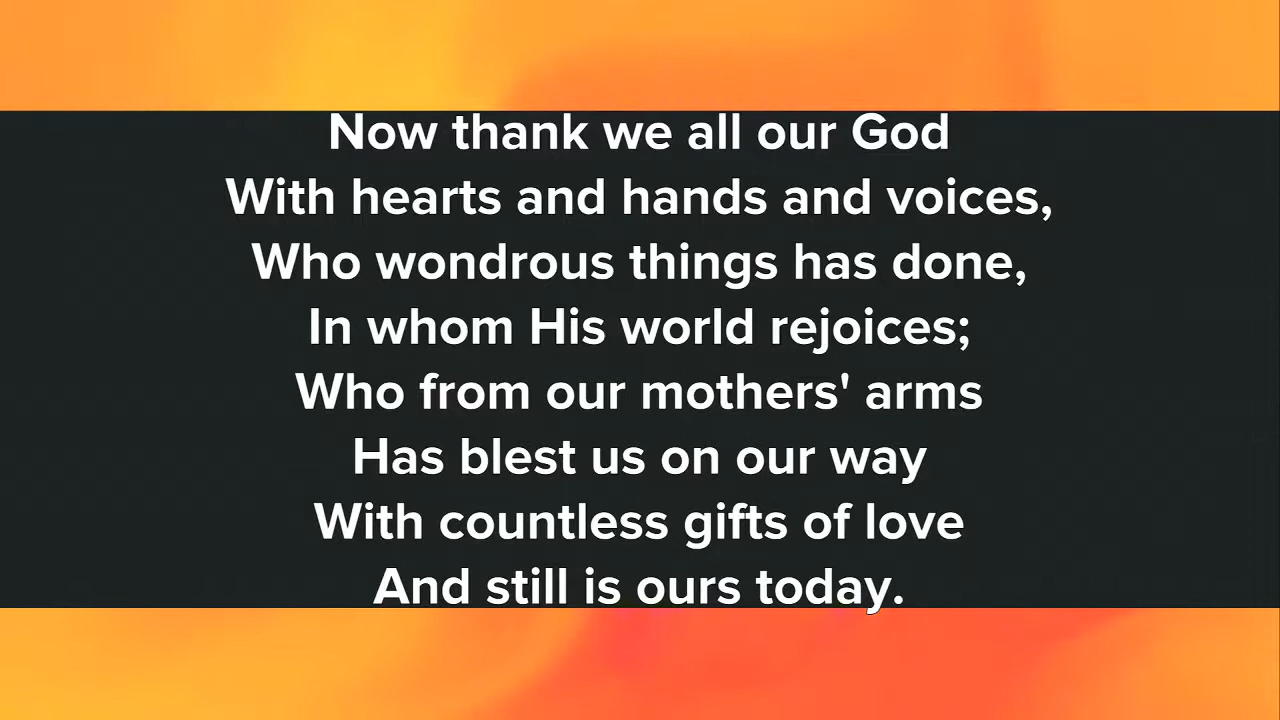 Now thank we all our God
With hearts and hands and voices,
Who wondrous things has done,
In whom His world rejoices;
Who from our mothers' arms
Has blest us on our way
With countless gifts of love
And still is ours today.